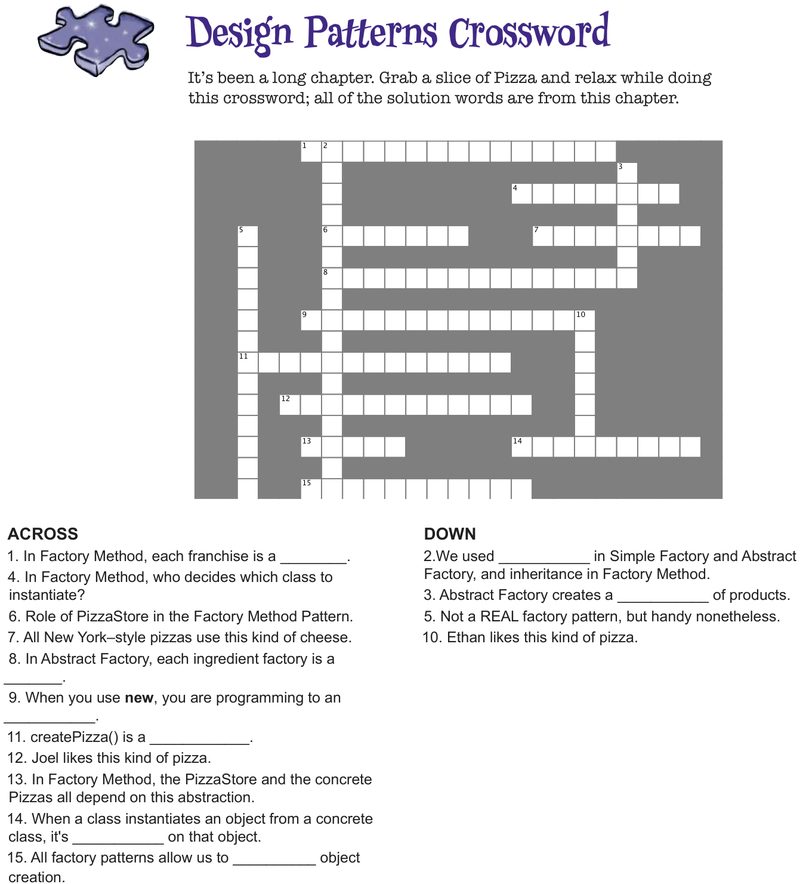 Design Patterns Crossword
It's been a long chapter. Grab a slice of Pizza and relax while doing
this crossword; all of the solution words are from this chapter.
1 2
3
4
5 6 7
8
9 10
11
12
13 14
15
ACROSS
1. In Factory Method, each franchise is a ________.
4. In Factory Method, who decides which class to
instantiate?
6. Role of PizzaStore in the Factory Method Pattern.
7. All New York–style pizzas use this kind of cheese.
8. In Abstract Factory, each ingredient factory is a
_______.
9. When you use new, you are programming to an
___________.
11. createPizza() is a ____________.
12. Joel likes this kind of pizza.
13. In Factory Method, the PizzaStore and the concrete
Pizzas all depend on this abstraction.
14. When a class instantiates an object from a concrete
class, it's ___________ on that object.
15. All factory patterns allow us to __________ object
creation.
DOWN
2.We used ___________ in Simple Factory and Abstract
Factory, and inheritance in Factory Method.
3. Abstract Factory creates a ___________ of products.
5. Not a REAL factory pattern, but handy nonetheless.
10. Ethan likes this kind of pizza.